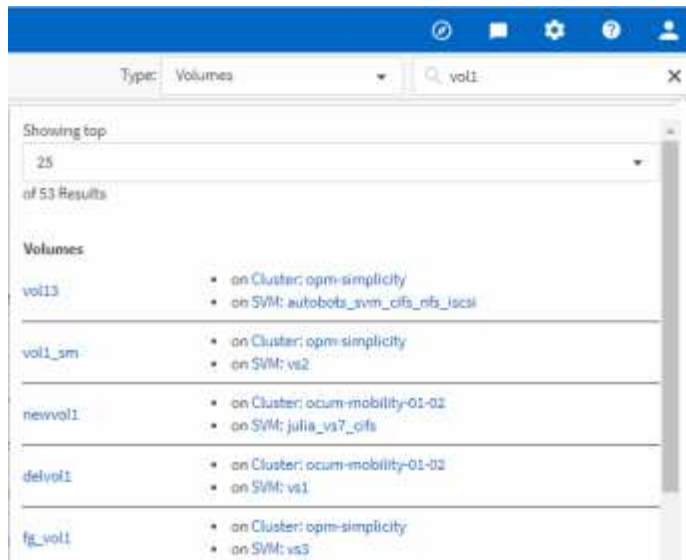 Type: Volumes vol1
Showing top
25
of 53 Results
Volumes
vol13
on Cluster: opm-simplicity
on SVM: autobots_svm_cifs_nfs_iscsi
vol1_sm
on Cluster: opm-simplicity
on SVM: vs2
newvol1
on Cluster: ocum-mobility-01-02
on SVM: julia_vs7_cifs
delvol1
on Cluster: ocum-mobility-01-02
on SVM: vs1
fg_vol1
on Cluster: opm-simplicity
on SVM: vs3